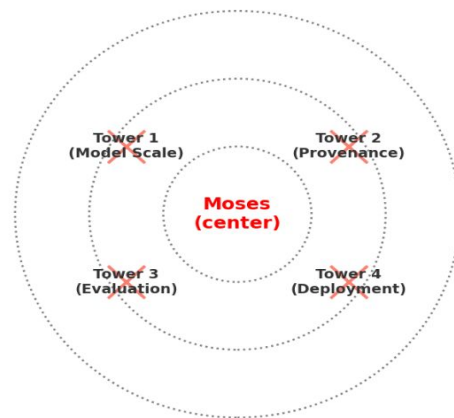 Tower 1
(Model Scale)
Tower 2
(Provenance)
Moses
(center)
Tower 3
(Evaluation)
Tower 4
(Deployment)